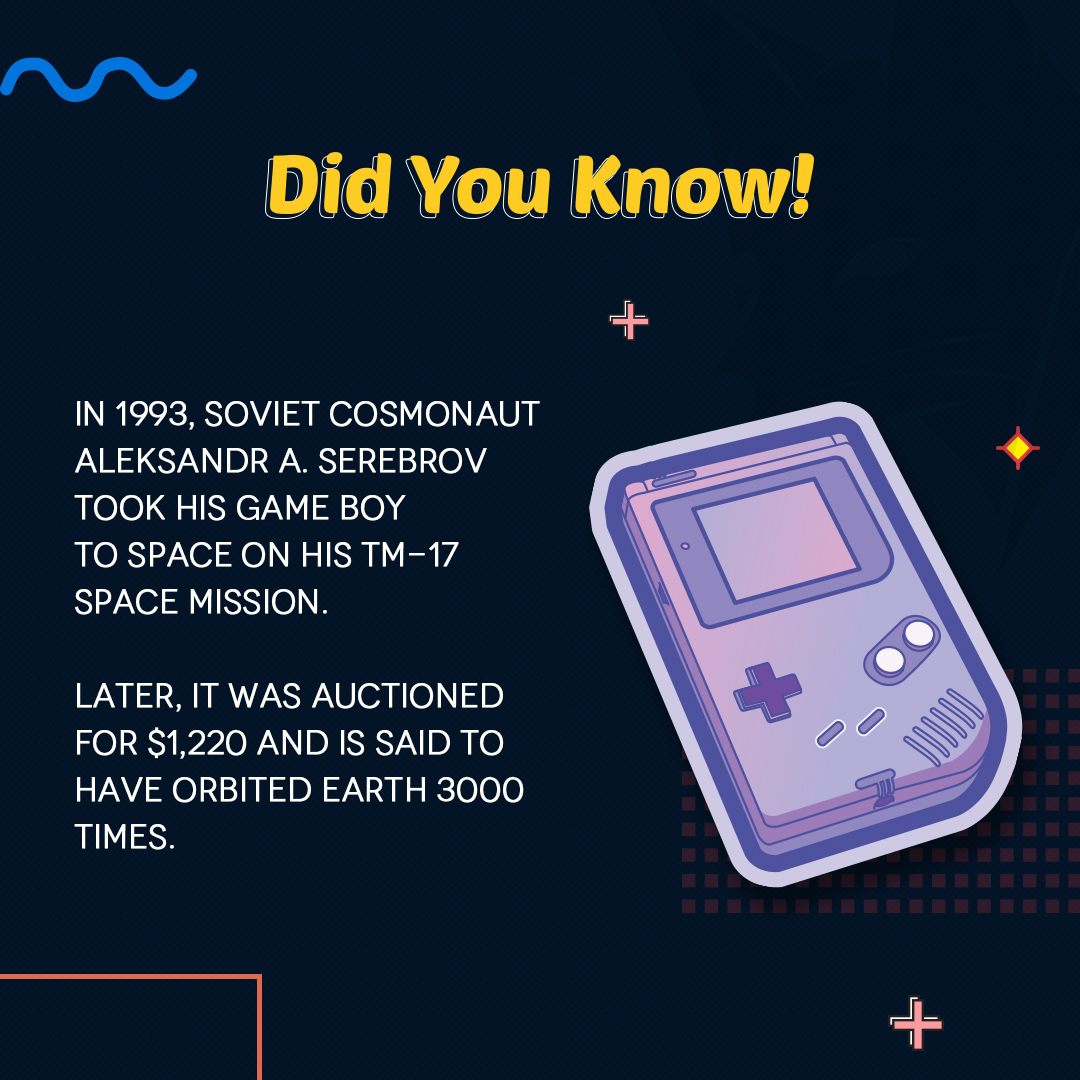 Did You Know!
IN 1993, SOVIET COSMONAUT
ALEKSANDR A. SEREBROV
TOOK HIS GAME BOY
TO SPACE ON HIS TM–17
SPACE MISSION.
LATER, IT WAS AUCTIONED
FOR $1,220 AND IS SAID TO
HAVE ORBITED EARTH 3000
TIMES.